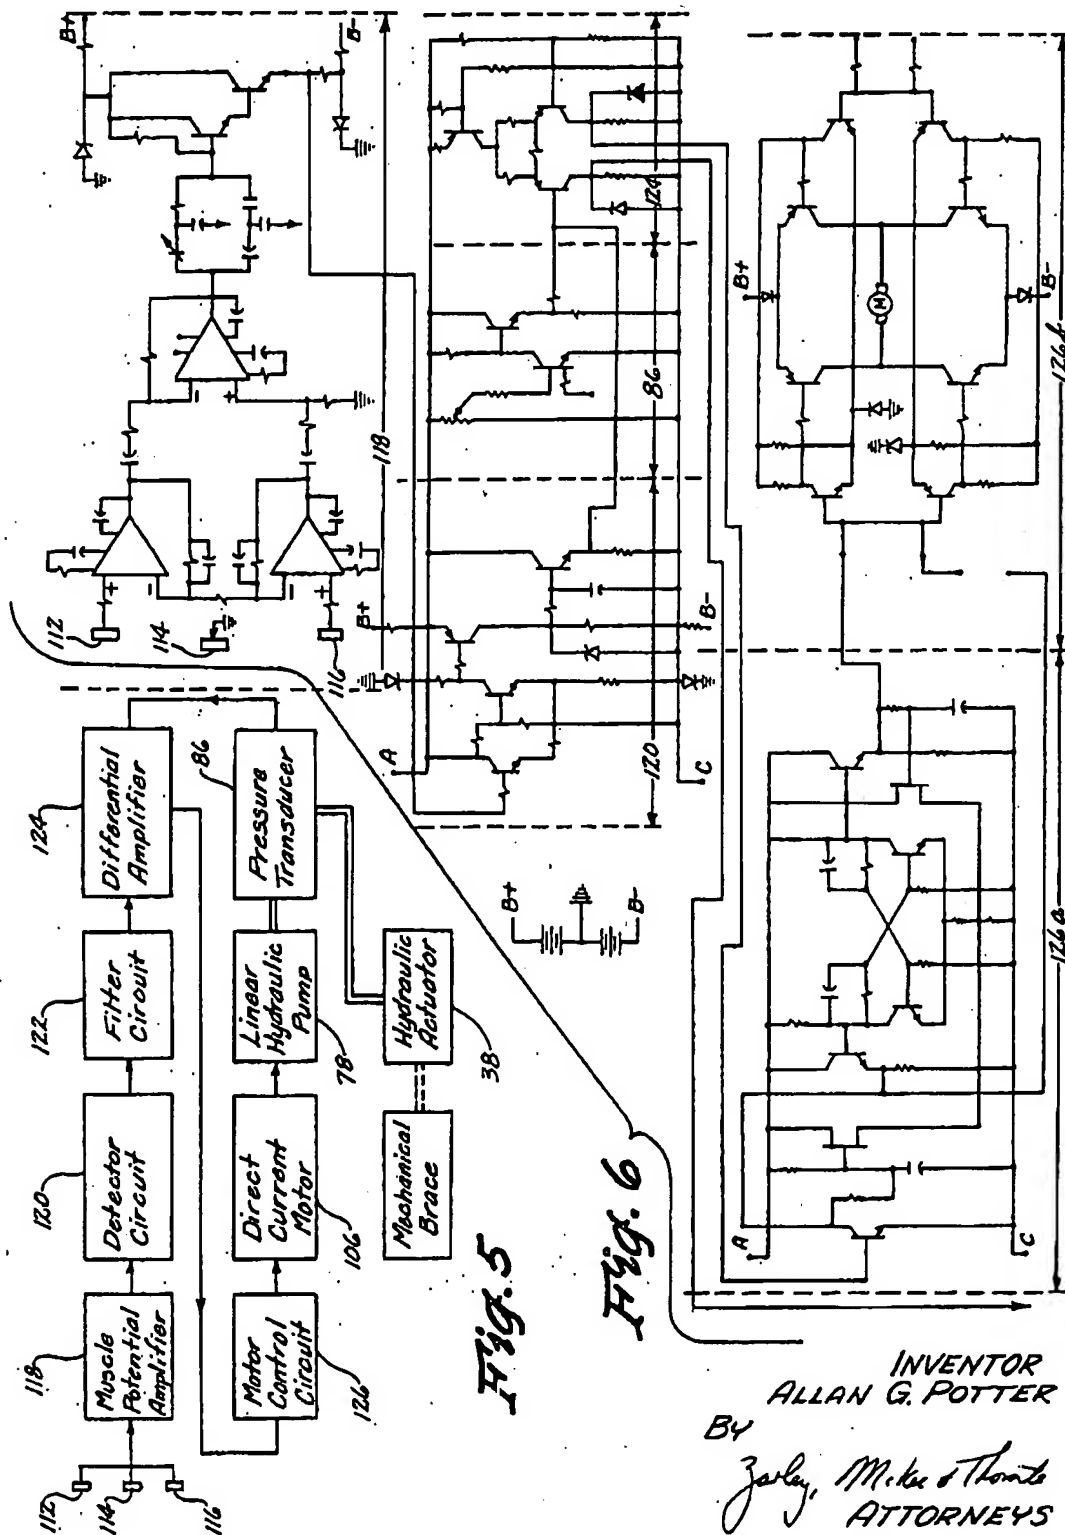 112
114
116
118
Muscle
Potential
Amplifier
120
Detector
Circuit
122
Filter
Circuit
124
Differential
Amplifier
126
Motor
Control
Circuit
106
Direct
Current
Motor
78
Linear
Hydraulic
Pump
86
Pressure
Transducer
Mechanical
Brace
38
Hydraulic
Actuator
Fig. 5
Fig. 6
112
114
116
+
-
-
+
-
+
B+
B-
118
B+
B-
A
C
120
86
124
B+
B-
A
C
126a
B+
M
B-
126b
INVENTOR
ALLAN G. POTTER
BY
Zarley, McKee & Thomte
ATTORNEYS